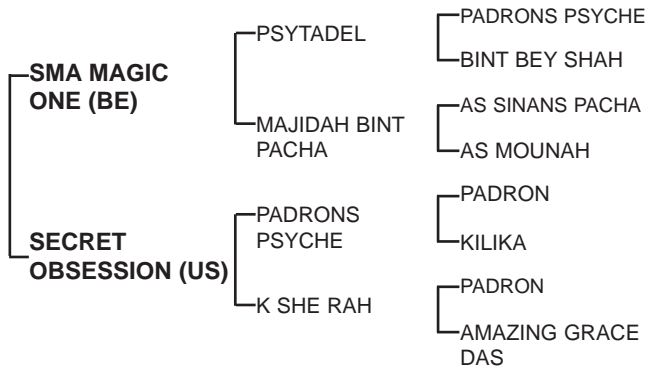 PADRONS PSYCHE
PSYTADEL
BINT BEY SHAH
SMA MAGIC
ONE (BE)
AS SINANS PACHA
MAJIDAH BINT
PACHA
AS MOUNAH
PADRON
PADRONS
PSYCHE
KILIKA
SECRET
OBSESSION (US)
PADRON
K SHE RAH
AMAZING GRACE
DAS